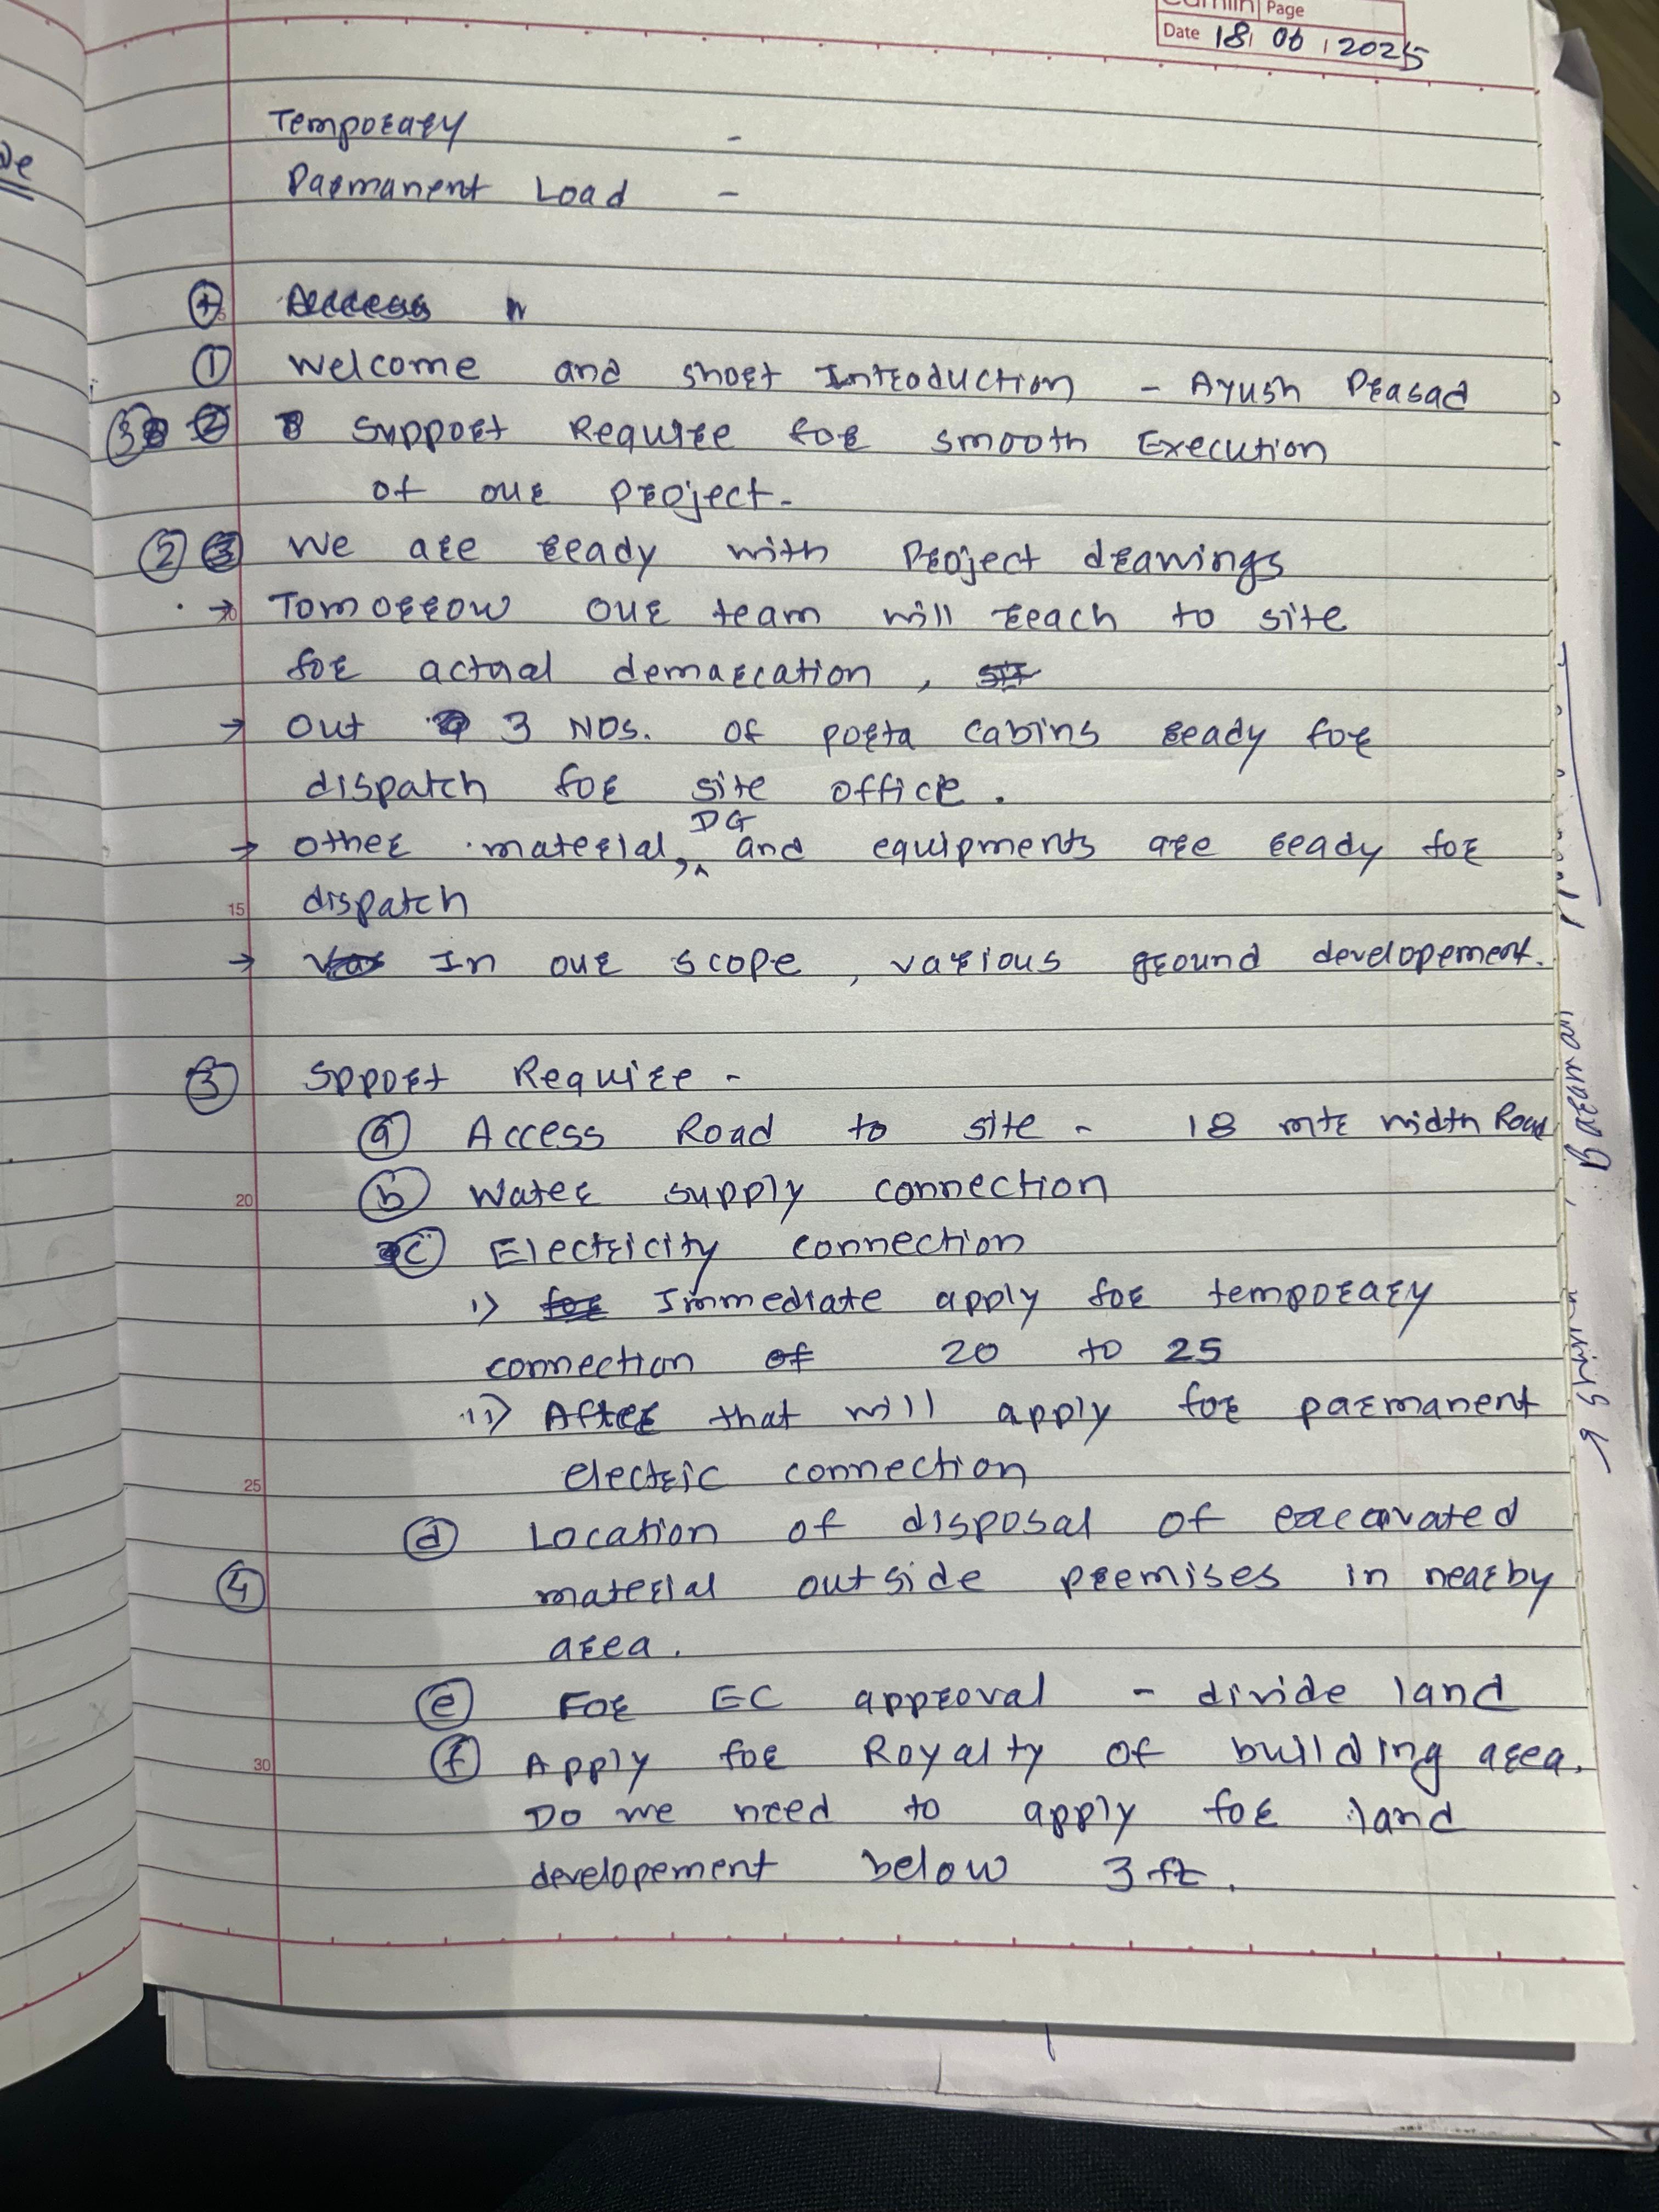 Page
Date 18 06 2025
Temporary -
Parmanent Load -
① Welcome and short Introduction - Ayush Prasad
③ Support Require for smooth Execution
of our project.
② We are ready with Project drawings
→ Tomorrow our team will reach to site
for actual demarcation,
→ Out 3 NOS. of porta cabins ready for
dispatch for site office.
→ other material, DG and equipments are ready for
dispatch
→ In our scope, various ground developement.
③ Spport Require -
ⓐ Access Road to site - 18 mtr width Road
ⓑ Water supply connection
ⓒ Electricity connection
i> Immediate apply for temporary
connection of 20 to 25
ii> After that will apply for parmanent
electric connection
ⓓ Location of disposal of excavated
④ material outside premises in nearby
area.
ⓔ For EC approval - divide land
ⓕ Apply for Royalty of building area.
Do we need to apply for land
developement below 3 ft.
15
20
25
30